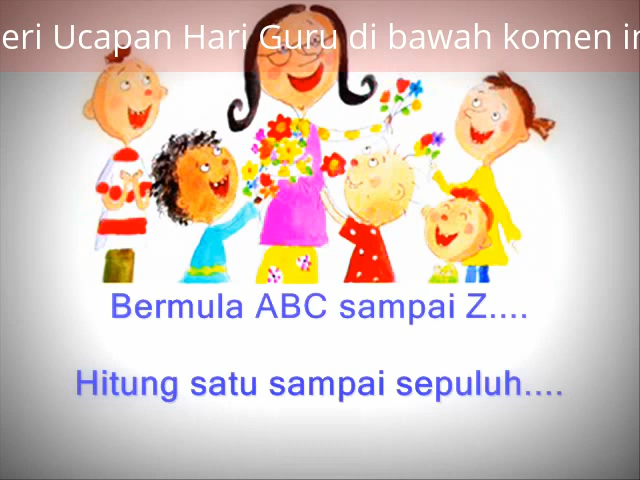 eri Ucapan Hari Guru di bawah komen in
Bermula ABC sampai Z....
Hitung satu sampai sepuluh....